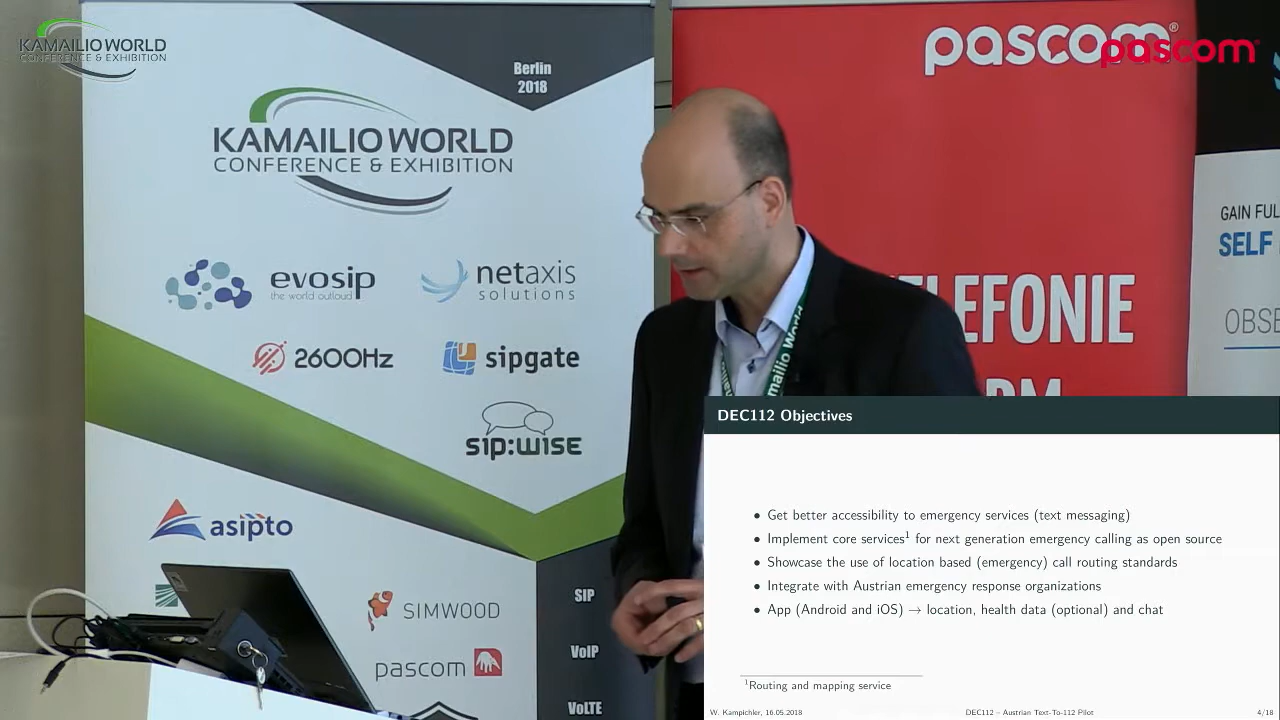 KAMAILIO WORLD
CONFERENCE & EXHIBITION
Berlin
2018
KAMAILIO WORLD
CONFERENCE & EXHIBITION
evosip
the world outloud
netaxis
solutions
2600Hz
sipgate
sip:wise
asipto
SIMWOOD
pascom
SIP
VoIP
VoLTE
pascom®
pascom
TELEFONIE
GAIN FUL
SELF
OBSE
DEC112 Objectives
• Get better accessibility to emergency services (text messaging)
• Implement core services¹ for next generation emergency calling as open source
• Showcase the use of location based (emergency) call routing standards
• Integrate with Austrian emergency response organizations
• App (Android and iOS) → location, health data (optional) and chat
¹Routing and mapping service
W. Kampichler, 16.05.2018
DEC112 – Austrian Text-To-112 Pilot
4/18